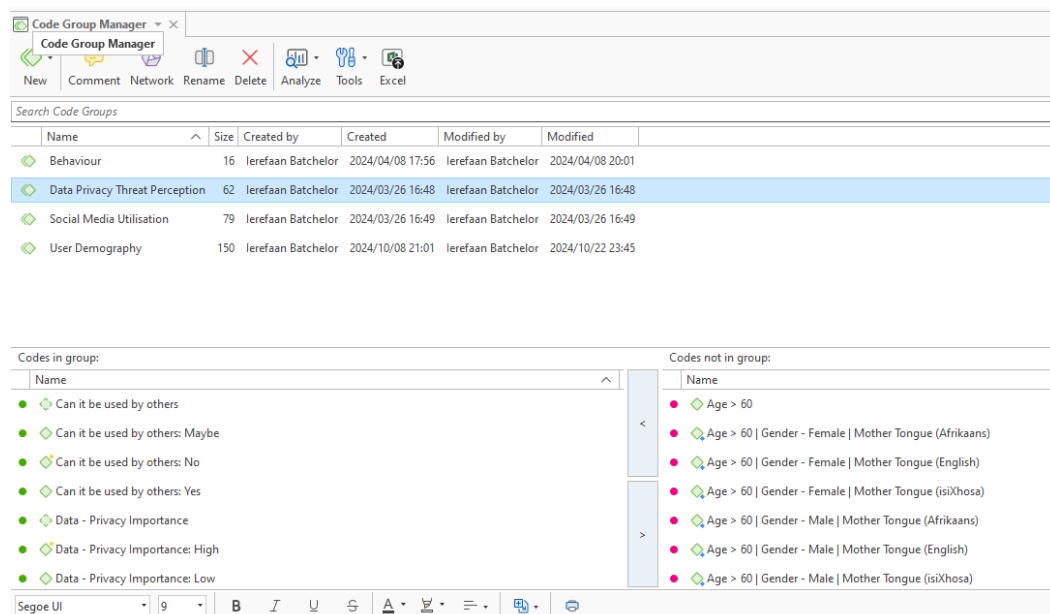 Code Group Manager
Code Group Manager
New Comment Network Rename Delete Analyze Tools Excel
Search Code Groups
Name Size Created by Created Modified by Modified
Behaviour 16 Ierefaan Batchelor 2024/04/08 17:56 Ierefaan Batchelor 2024/04/08 20:01
Data Privacy Threat Perception 62 Ierefaan Batchelor 2024/03/26 16:48 Ierefaan Batchelor 2024/03/26 16:48
Social Media Utilisation 79 Ierefaan Batchelor 2024/03/26 16:49 Ierefaan Batchelor 2024/03/26 16:49
User Demography 150 Ierefaan Batchelor 2024/10/08 21:01 Ierefaan Batchelor 2024/10/22 23:45
Codes in group: Codes not in group:
Name Name
Can it be used by others Age > 60
Can it be used by others: Maybe < Age > 60 | Gender - Female | Mother Tongue (Afrikaans)
Can it be used by others: No Age > 60 | Gender - Female | Mother Tongue (English)
Can it be used by others: Yes Age > 60 | Gender - Female | Mother Tongue (isiXhosa)
Data - Privacy Importance > Age > 60 | Gender - Male | Mother Tongue (Afrikaans)
Data - Privacy Importance: High Age > 60 | Gender - Male | Mother Tongue (English)
Data - Privacy Importance: Low Age > 60 | Gender - Male | Mother Tongue (isiXhosa)
Segoe UI 9 B I U S A